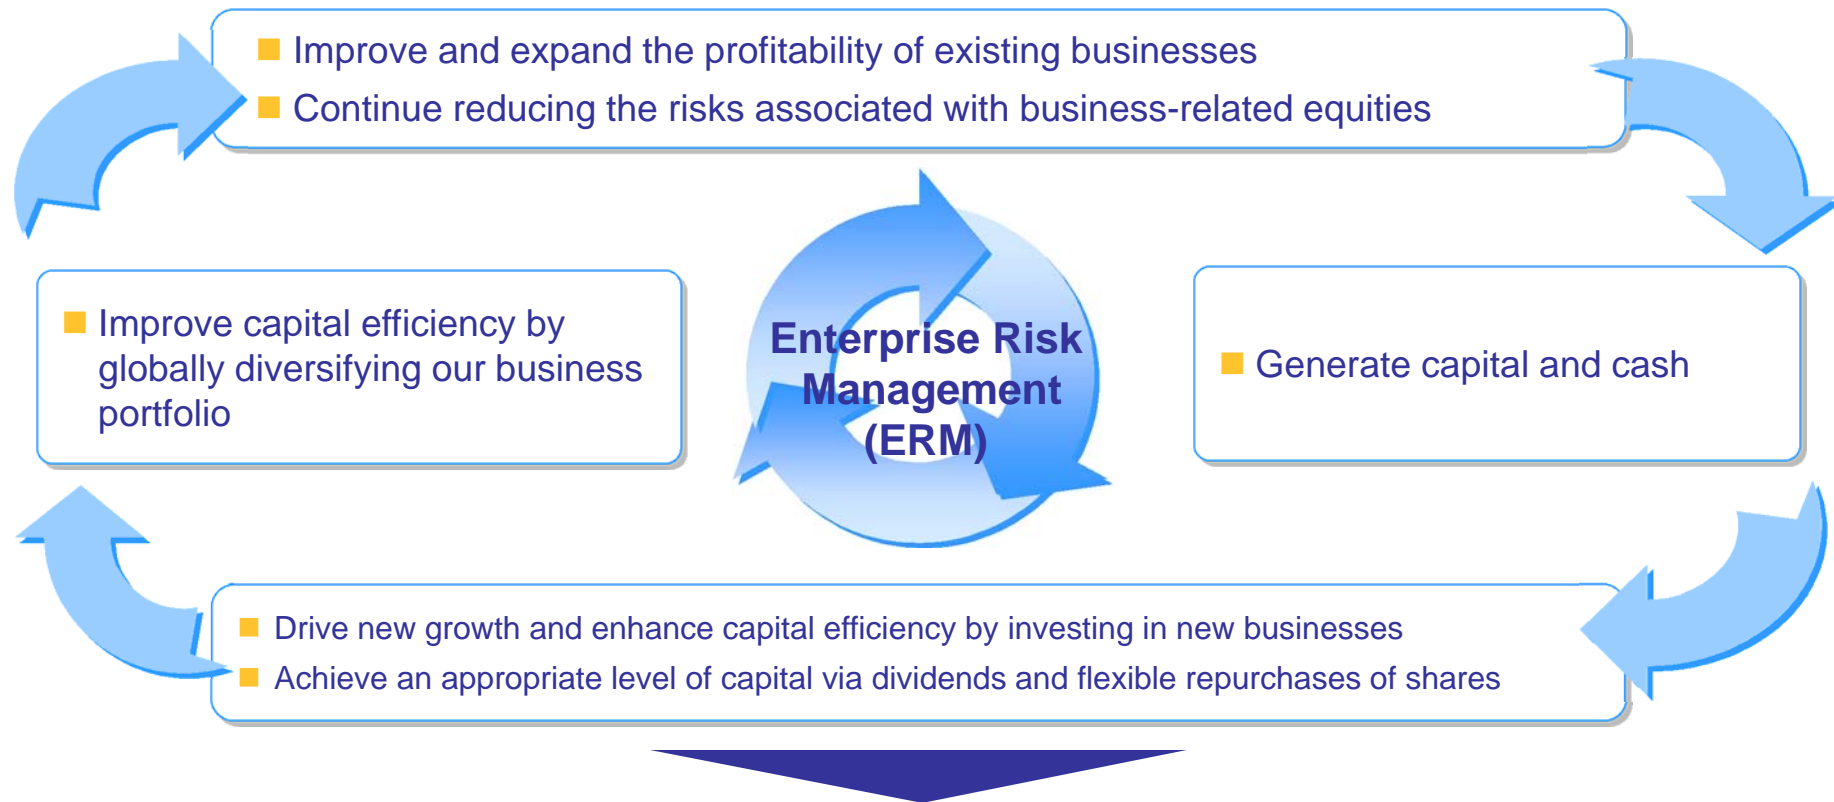 Improve and expand the profitability of existing businesses
Continue reducing the risks associated with business-related equities
Improve capital efficiency by
globally diversifying our business
portfolio
Enterprise Risk
Management
(ERM)
Generate capital and cash
Drive new growth and enhance capital efficiency by investing in new businesses
Achieve an appropriate level of capital via dividends and flexible repurchases of shares